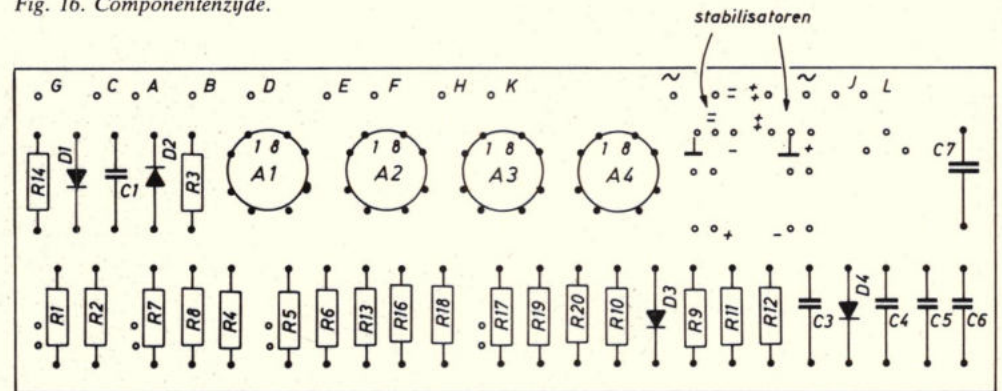 Fig. 16. Componentenzijde.
stabilisatoren
G C A B D E F H K ~ = + + ~ J L
= + +
R14 D1 C1 D2 R3 1 8 A1 1 8 A2 1 8 A3 1 8 A4 - + C7
+ -
R1 R2 R7 R8 R4 R5 R6 R13 R16 R18 R17 R19 R20 R10 D3 R9 R11 R12 C3 D4 C4 C5 C6